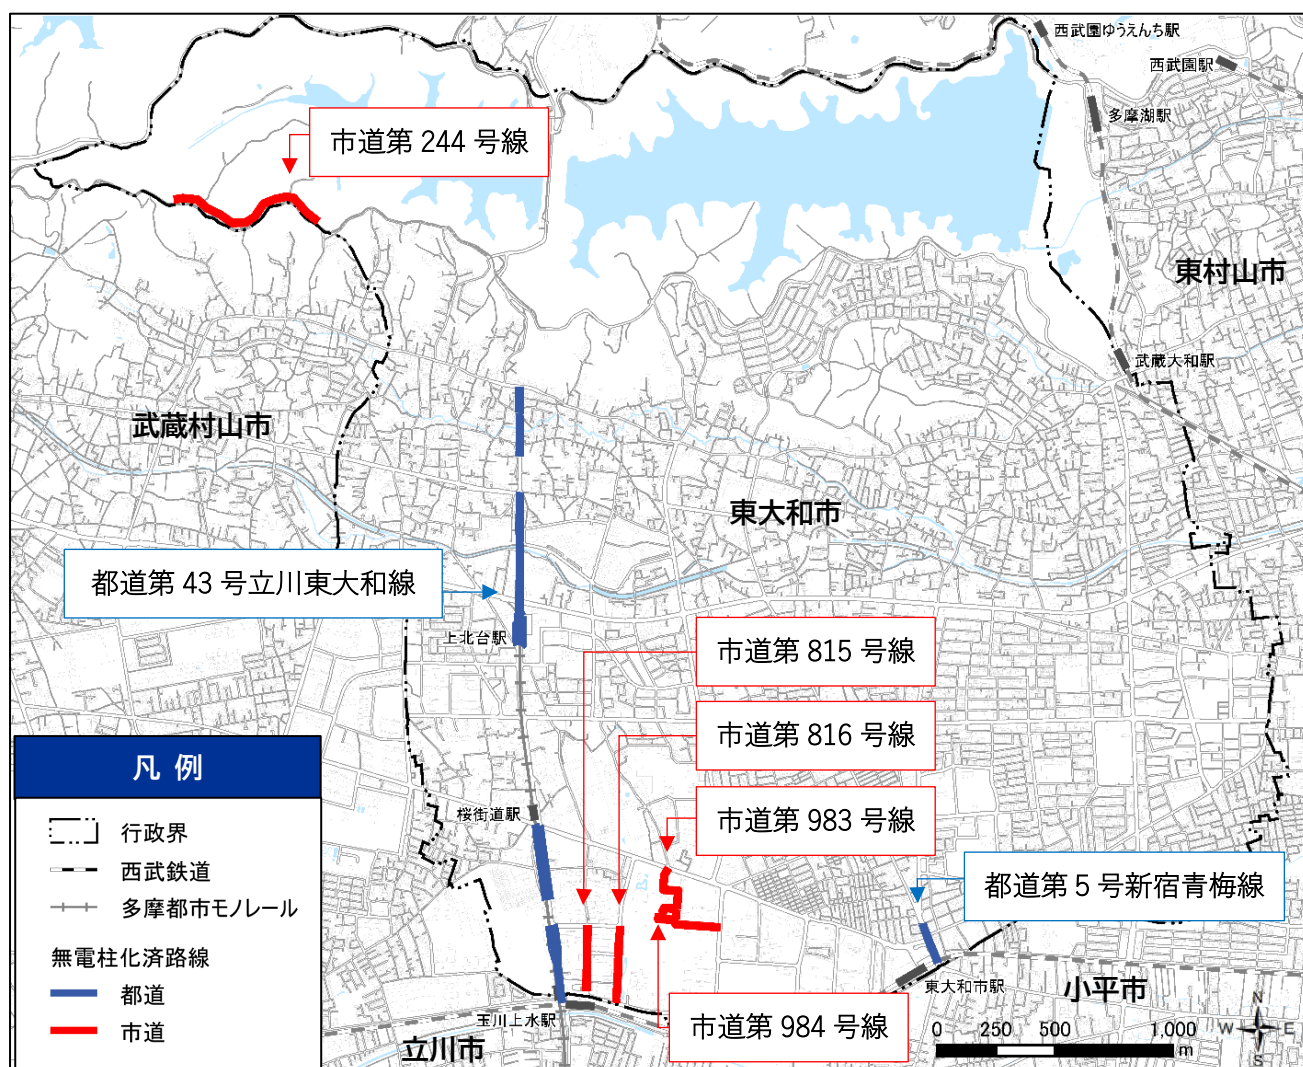 西武園ゆうえんち駅
西武園駅
多摩湖駅
市道第 244 号線
東村山市
武蔵大和駅
武蔵村山市
東大和市
都道第 43 号立川東大和線
上北台駅
市道第 815 号線
市道第 816 号線
桜街道駅
市道第 983 号線
都道第 5 号新宿青梅線
東大和市駅
小平市
玉川上水駅
市道第 984 号線
立川市
凡 例
行政界
西武鉄道
多摩都市モノレール
無電柱化済路線
都道
市道
0 250 500 1,000
m
N
W E
S